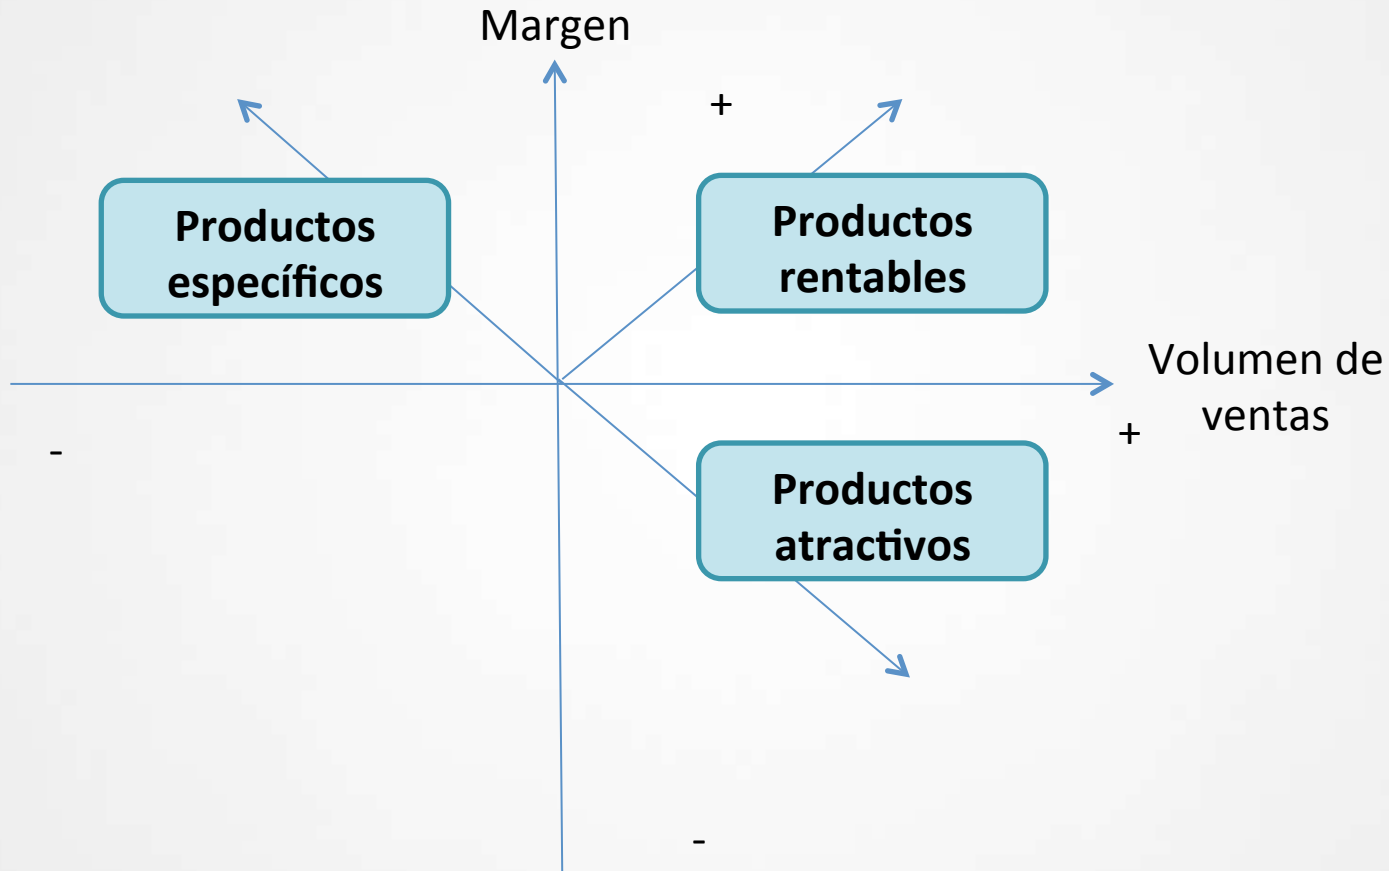 Margen
+
Productos
específicos
Productos
rentables
Volumen de
ventas
+
-
Productos
atractivos
-